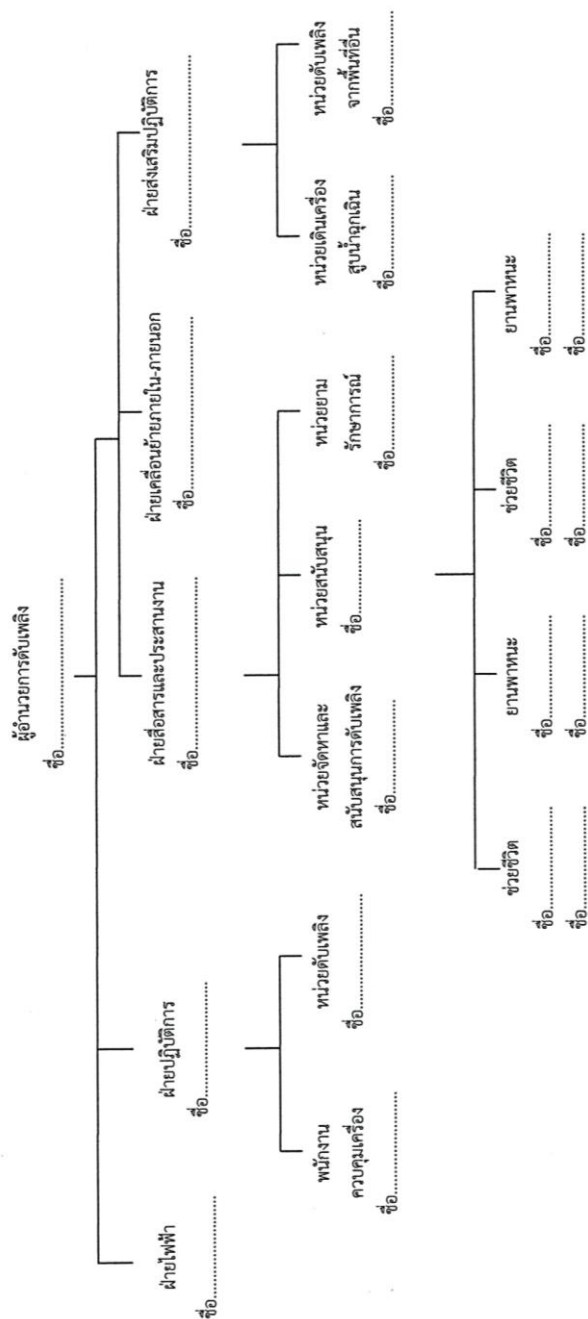 ผู้อำนวยการดับเพลิง
ชื่อ............................
ฝ่ายไฟฟ้า
ชื่อ............................
ฝ่ายปฏิบัติการ
ชื่อ............................
ฝ่ายสื่อสารและประสานงาน
ชื่อ............................
ฝ่ายเคลื่อนย้ายภายใน-ภายนอก
ชื่อ............................
ฝ่ายส่งเสริมปฏิบัติการ
ชื่อ............................
พนักงาน
ควบคุมเครื่อง
ชื่อ............................
หน่วยดับเพลิง
ชื่อ............................
หน่วยจัดหาและ
สนับสนุนการดับเพลิง
ชื่อ............................
หน่วยสนับสนุน
ชื่อ............................
หน่วยยาม
รักษาการณ์
ชื่อ............................
หน่วยเดินเครื่อง
สูบน้ำฉุกเฉิน
ชื่อ............................
หน่วยดับเพลิง
จากพื้นที่อื่น
ชื่อ............................
ช่วยชีวิต
ชื่อ............................
ชื่อ............................
ยานพาหนะ
ชื่อ............................
ชื่อ............................
ช่วยชีวิต
ชื่อ............................
ชื่อ............................
ยานพาหนะ
ชื่อ............................
ชื่อ............................